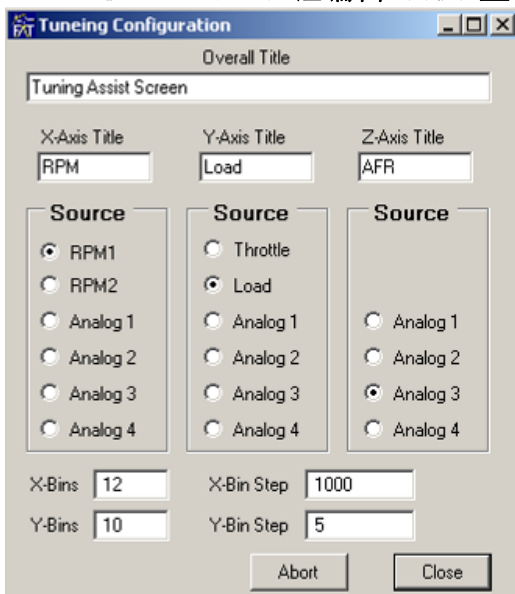 FAT Tuneing Configuration
Overall Title
Tuning Assist Screen
X-Axis Title Y-Axis Title Z-Axis Title
RPM Load AFR
Source Source Source
RPM1 Throttle
RPM2 Load
Analog 1 Analog 1 Analog 1
Analog 2 Analog 2 Analog 2
Analog 3 Analog 3 Analog 3
Analog 4 Analog 4 Analog 4
X-Bins 12 X-Bin Step 1000
Y-Bins 10 Y-Bin Step 5
Abort Close